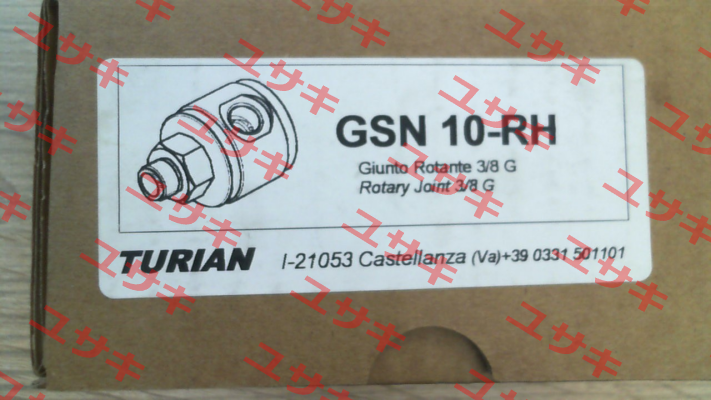 GSN 10-RH
Giunto Rotante 3/8 G
Rotary Joint 3/8 G
TURIAN I-21053 Castellanza (Va)+39 0331 501101
ユサキ